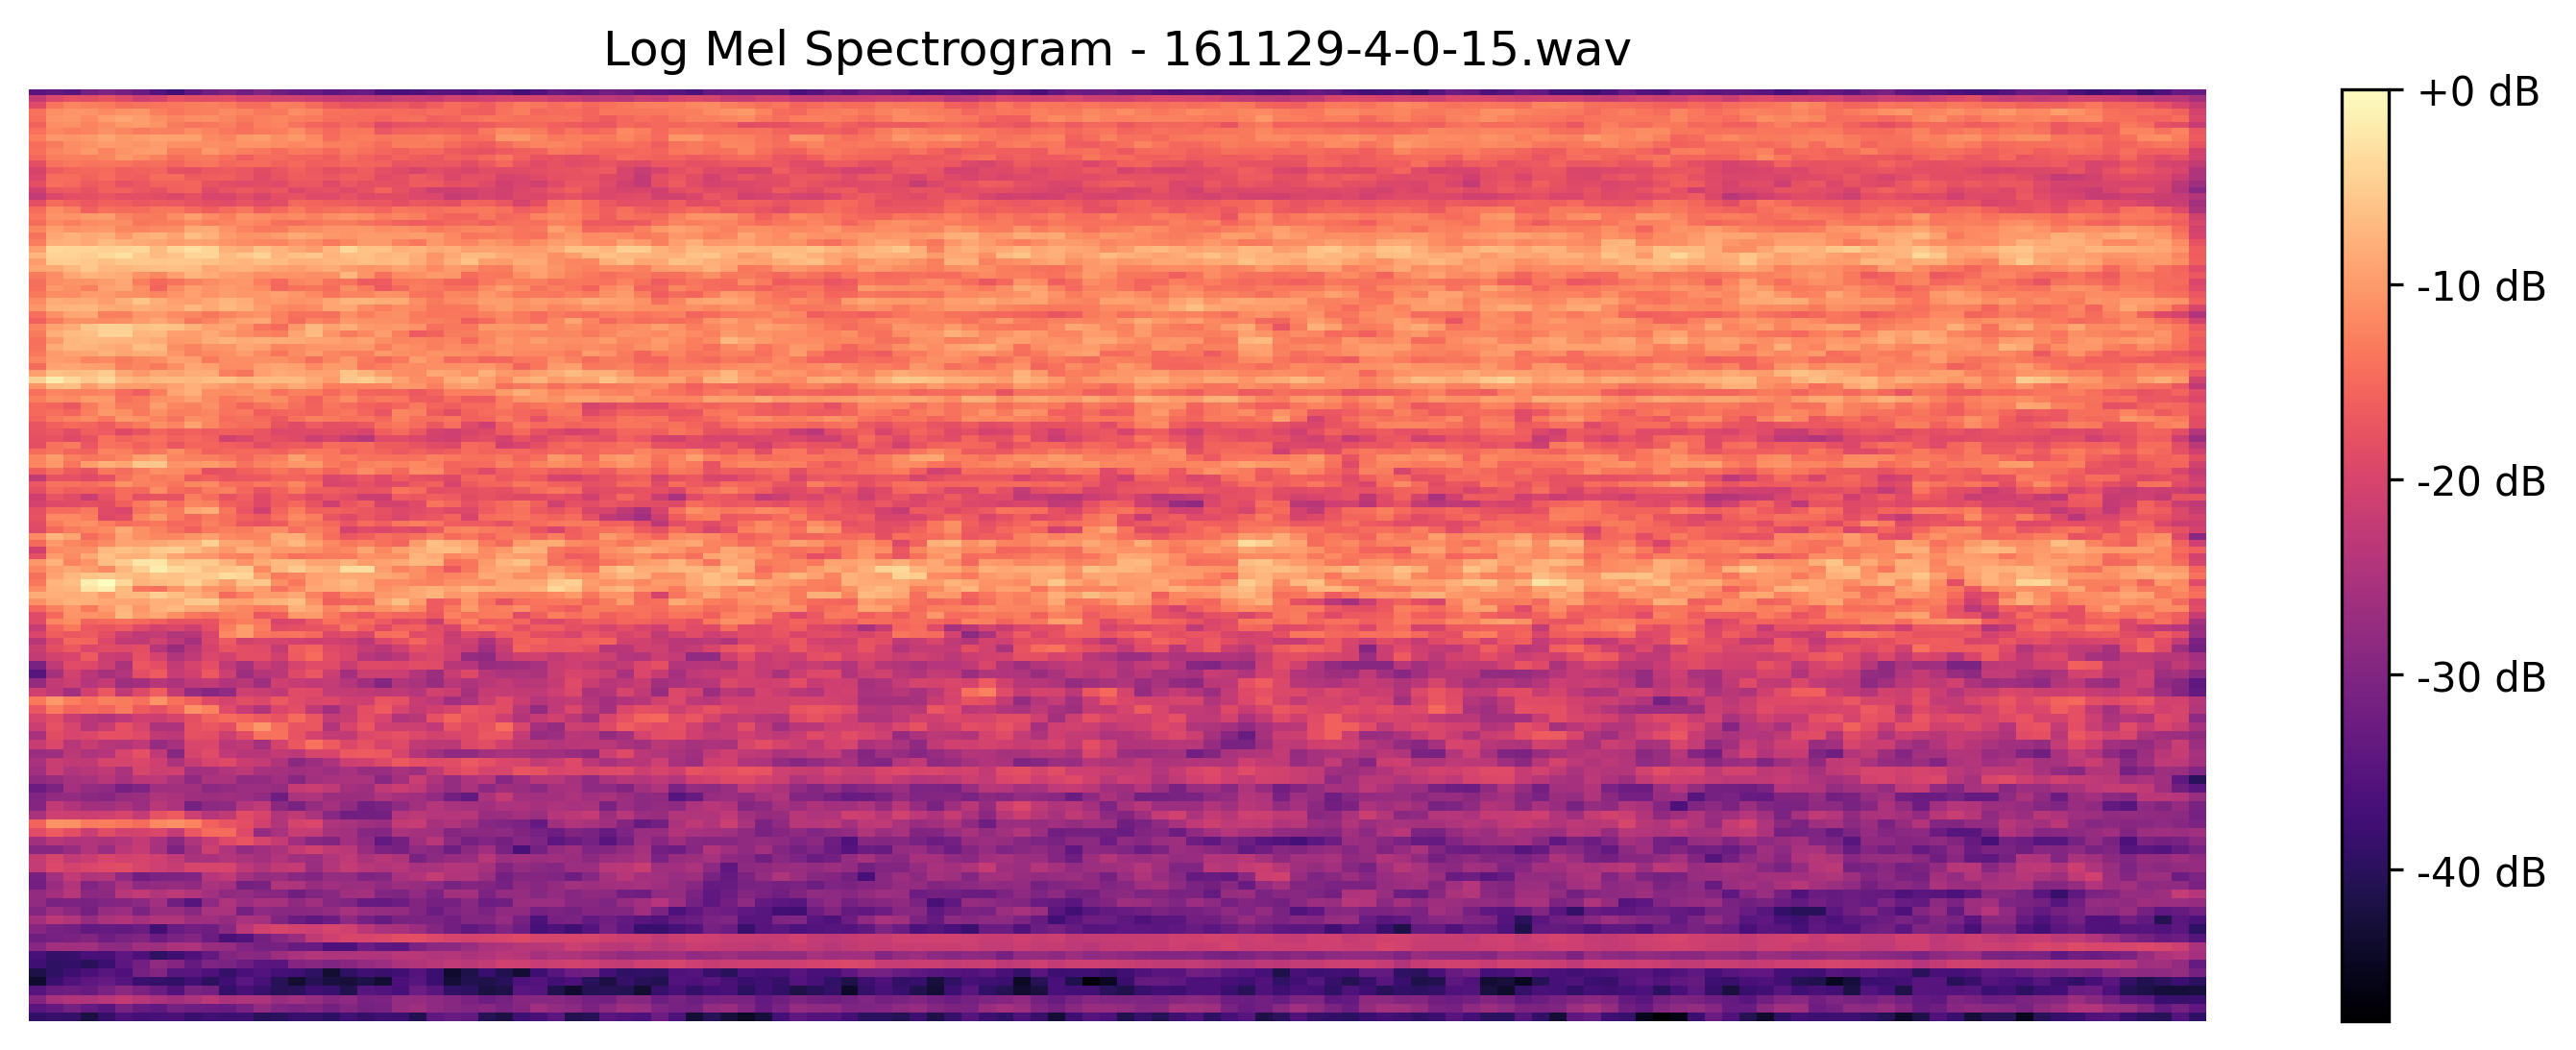 Log Mel Spectrogram - 161129-4-0-15.wav
+0 dB
-10 dB
-20 dB
-30 dB
-40 dB